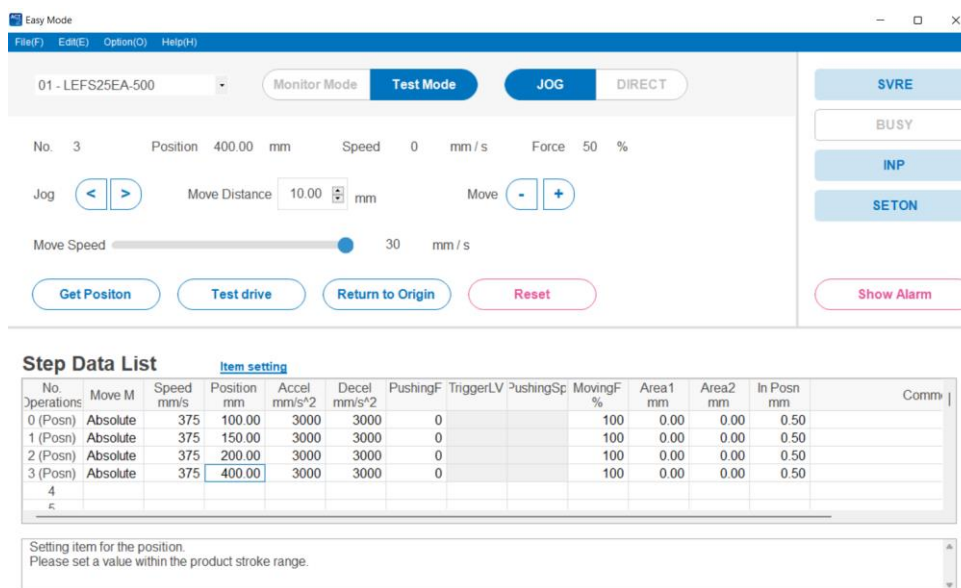 Easy Mode
File(F) Edit(E) Option(O) Help(H)
01 - LEFS25EA-500 Monitor Mode Test Mode JOG DIRECT SVRE
BUSY
No. 3 Position 400.00 mm Speed 0 mm / s Force 50 %
INP
Jog < > Move Distance 10.00 mm Move - +
SETON
Move Speed 30 mm / s
Get Positon Test drive Return to Origin Reset Show Alarm
Step Data List Item setting
No. Move M Speed Position Accel Decel PushingF TriggerLV PushingSp MovingF Area1 Area2 In Posn Comm
Operations mm/s mm mm/s^2 mm/s^2 % mm mm mm
0 (Posn) Absolute 375 100.00 3000 3000 0 100 0.00 0.00 0.50
1 (Posn) Absolute 375 150.00 3000 3000 0 100 0.00 0.00 0.50
2 (Posn) Absolute 375 200.00 3000 3000 0 100 0.00 0.00 0.50
3 (Posn) Absolute 375 400.00 3000 3000 0 100 0.00 0.00 0.50
4
5
Setting item for the position.
Please set a value within the product stroke range.